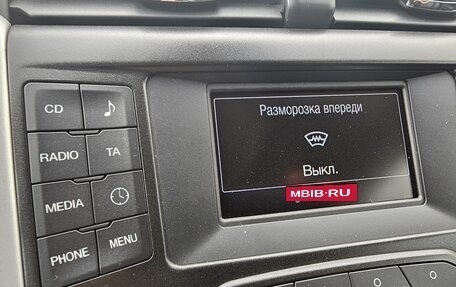 CD
RADIO
TA
MEDIA
PHONE
MENU
Разморозка впереди
Выкл.
MBIB·RU